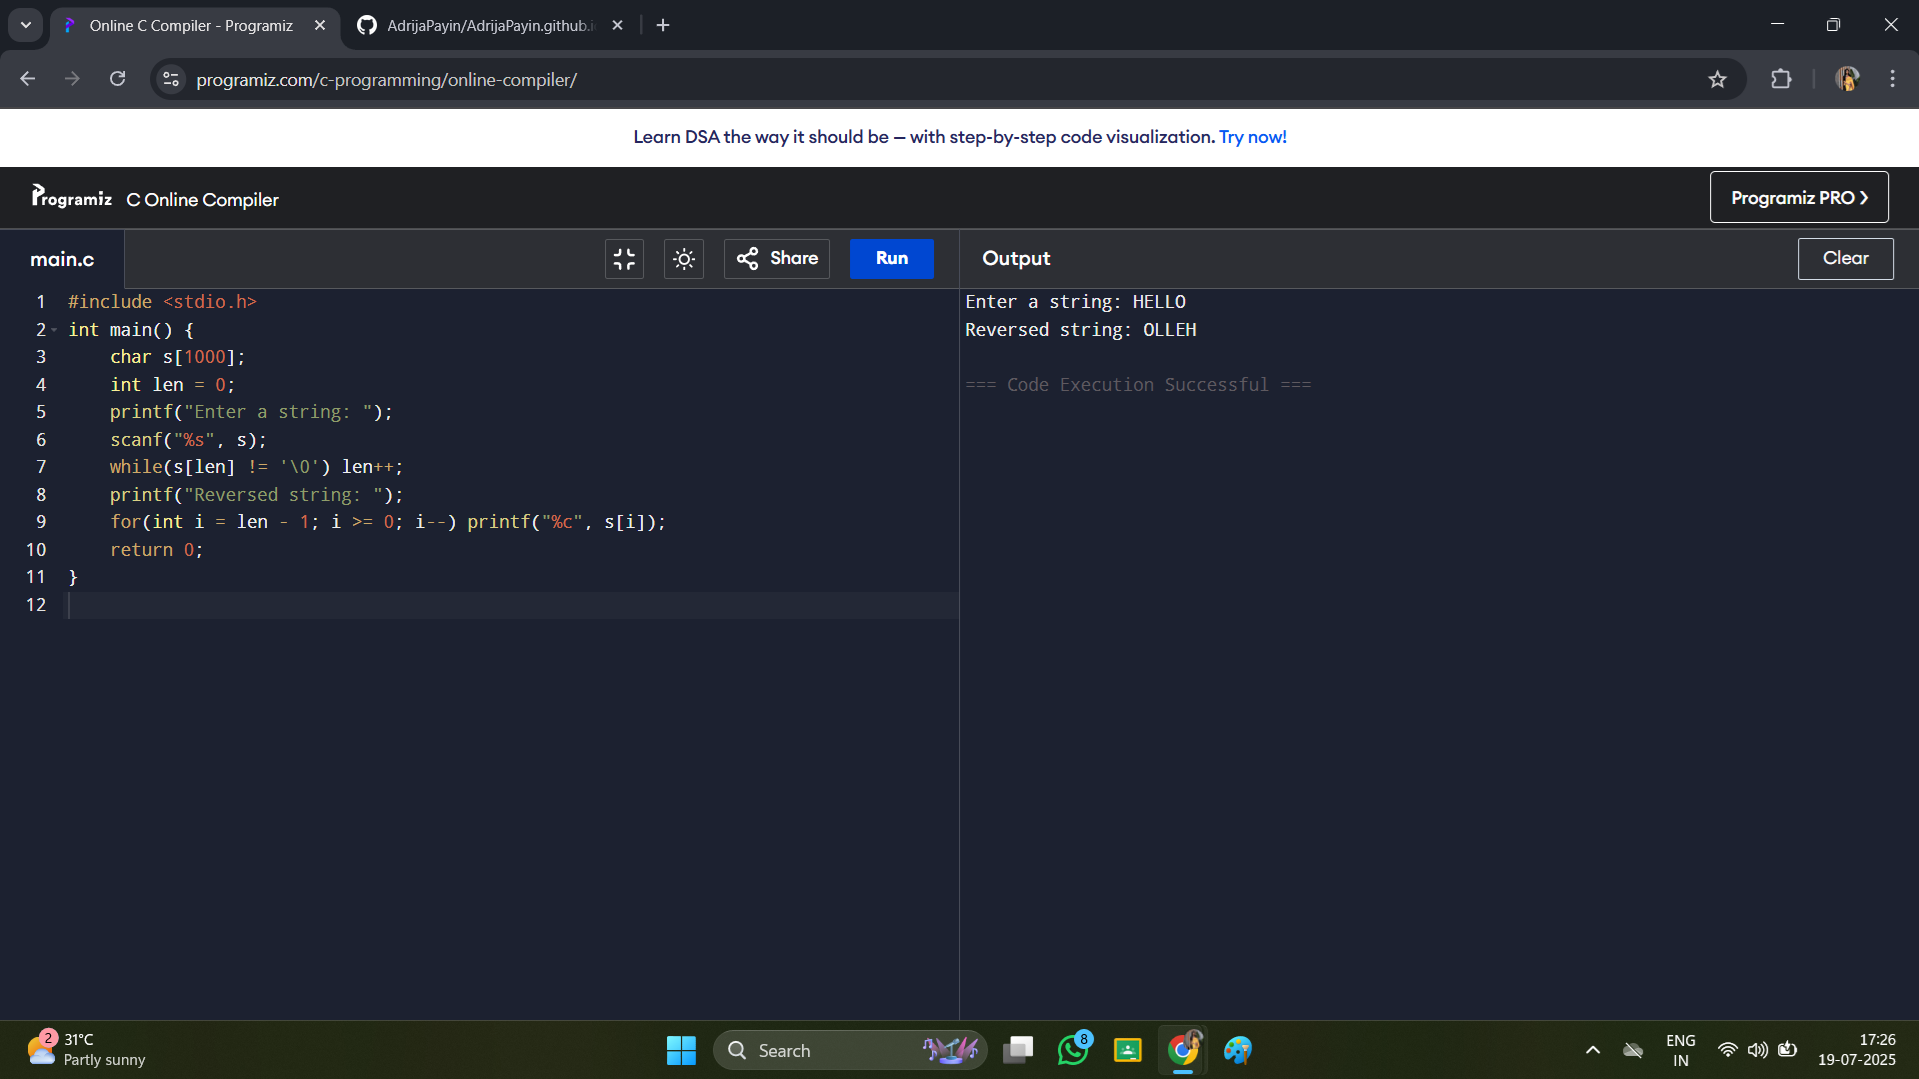 Online C Compiler - Programiz
AdrijaPayin/AdrijaPayin.github.i
programiz.com/c-programming/online-compiler/
Learn DSA the way it should be — with step-by-step code visualization. Try now!
Programiz C Online Compiler
Programiz PRO ❯
main.c
Share
Run
Output
Clear
1 #include <stdio.h>
2 int main() {
3     char s[1000];
4     int len = 0;
5     printf("Enter a string: ");
6     scanf("%s", s);
7     while(s[len] != '\0') len++;
8     printf("Reversed string: ");
9     for(int i = len - 1; i >= 0; i--) printf("%c", s[i]);
10     return 0;
11 }
12
Enter a string: HELLO
Reversed string: OLLEH
=== Code Execution Successful ===
2
31°C
Partly sunny
Search
8
ENG
IN
17:26
19-07-2025